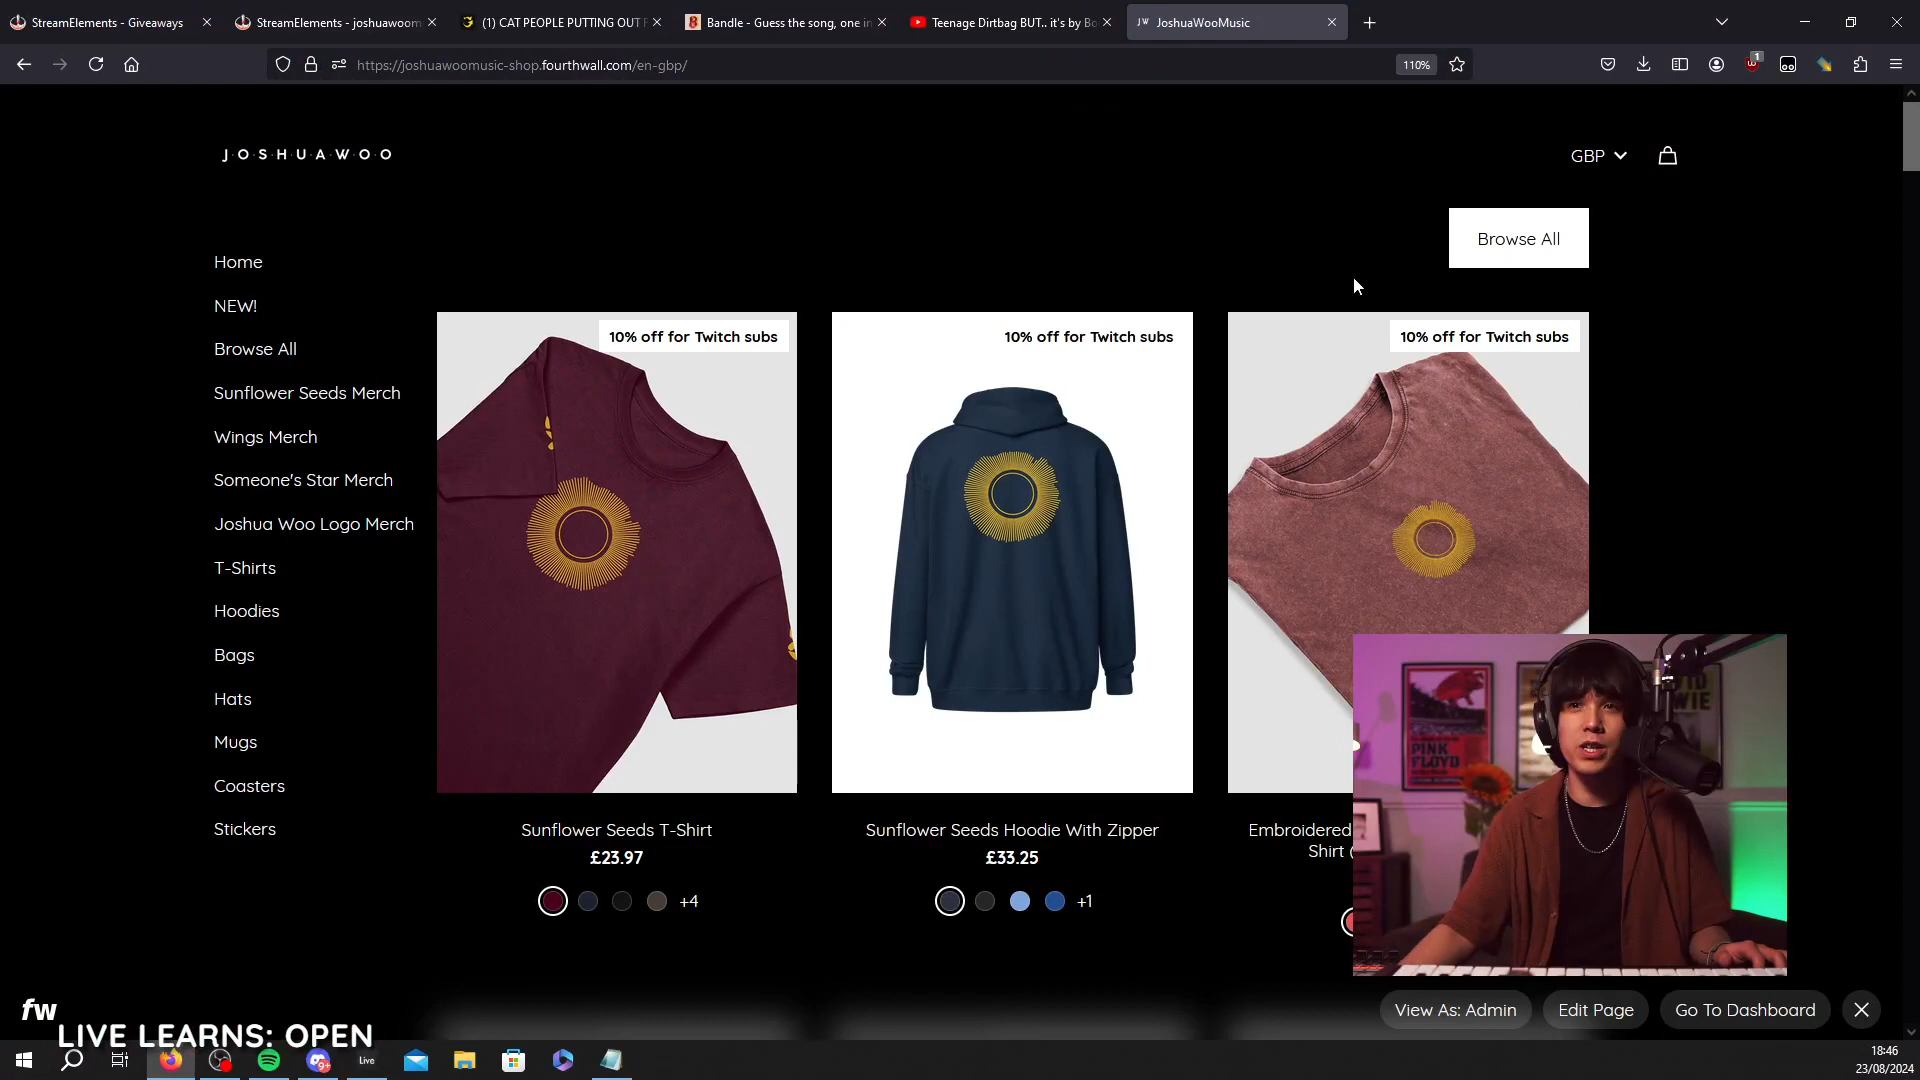 StreamElements - Giveaways
StreamElements - joshuawoom
(1) CAT PEOPLE PUTTING OUT F
Bandle - Guess the song, one in
Teenage Dirtbag BUT.. it's by Bo
JW JoshuaWooMusic
https://joshuawoomusic-shop.fourthwall.com/en-gbp/
110%
1
J·O·S·H·U·A·W·O·O
GBP
Browse All
Home
NEW!
Browse All
Sunflower Seeds Merch
Wings Merch
Someone's Star Merch
Joshua Woo Logo Merch
T-Shirts
Hoodies
Bags
Hats
Mugs
Coasters
Stickers
10% off for Twitch subs
10% off for Twitch subs
10% off for Twitch subs
Sunflower Seeds T-Shirt
£23.97
+4
Sunflower Seeds Hoodie With Zipper
£33.25
+1
Embroidered
Shirt (
PINK
FLOYD
fw
LIVE LEARNS: OPEN
View As: Admin
Edit Page
Go To Dashboard
9+
Live
18:46
23/08/2024